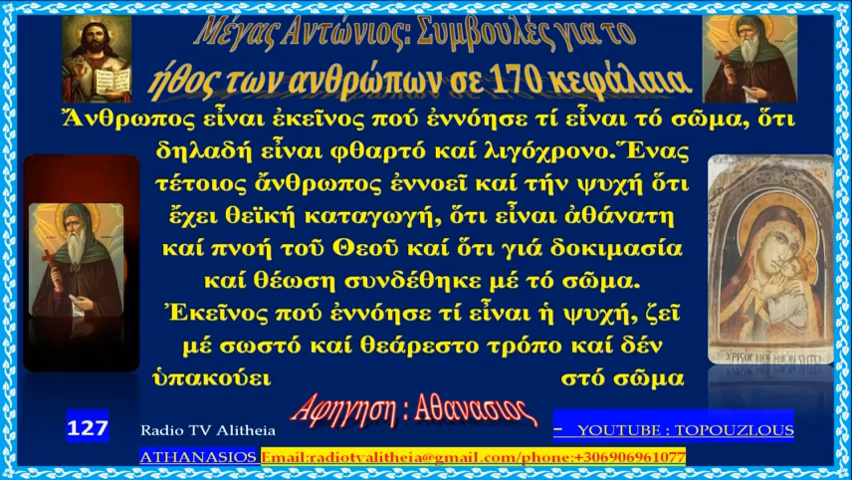 Μέγας Αντώνιος: Συμβουλές για το
ήθος των ανθρώπων σε 170 κεφάλαια
Ἄνθρωπος εἶναι ἐκεῖνος πού ἐννόησε τί εἶναι τό σῶμα, ὅτι
δηλαδή εἶναι φθαρτό καί λιγόχρονο. Ἕνας
τέτοιος ἄνθρωπος ἐννοεῖ καί τήν ψυχή ὅτι
ἔχει θεϊκή καταγωγή, ὅτι εἶναι ἀθάνατη
καί πνοή τοῦ Θεοῦ καί ὅτι γιά δοκιμασία
καί θέωση συνδέθηκε μέ τό σῶμα.
Ἐκεῖνος πού ἐννόησε τί εἶναι ἡ ψυχή, ζεῖ
μέ σωστό καί θεάρεστο τρόπο καί δέν
ὑπακούει στό σῶμα
Αφηγηση : Αθανασιος
127 Radio TV Alitheia – YOUTUBE : TOPOUZLOUS
ATHANASIOS Email:radiotvalitheia@gmail.com/phone:+306906961077